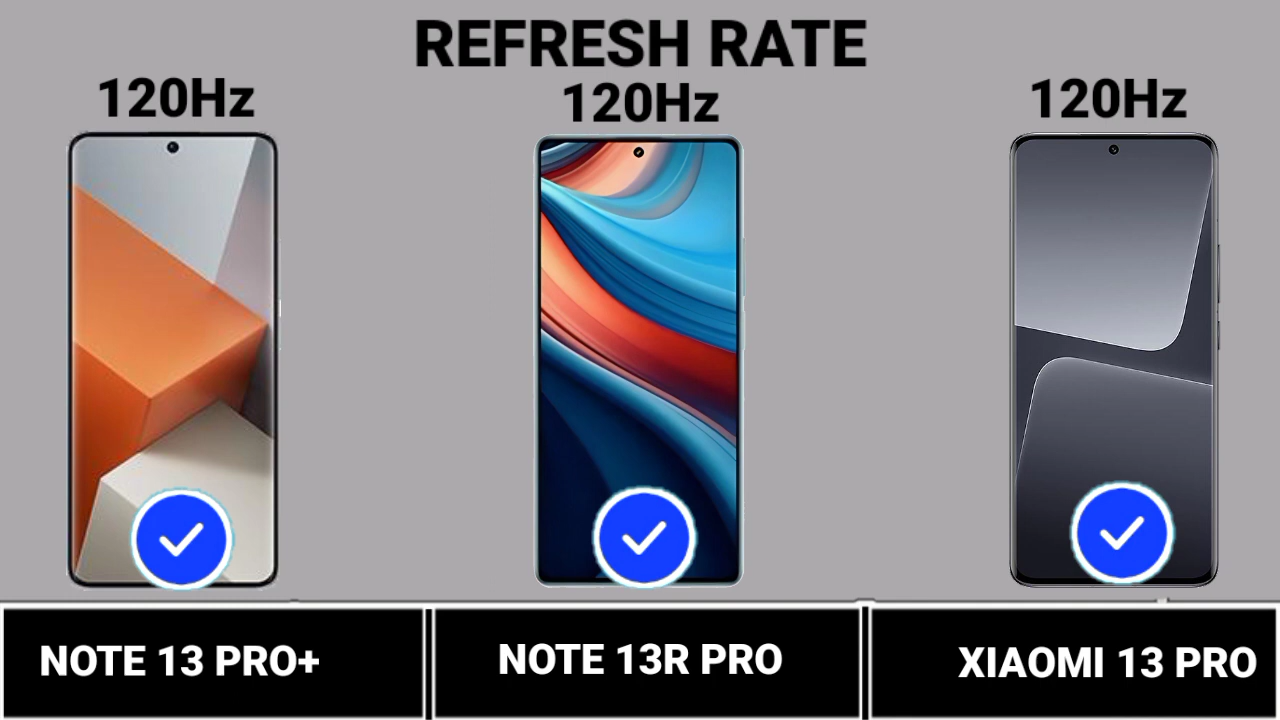 REFRESH RATE
120Hz
120Hz
120Hz
NOTE 13 PRO+
NOTE 13R PRO
XIAOMI 13 PRO